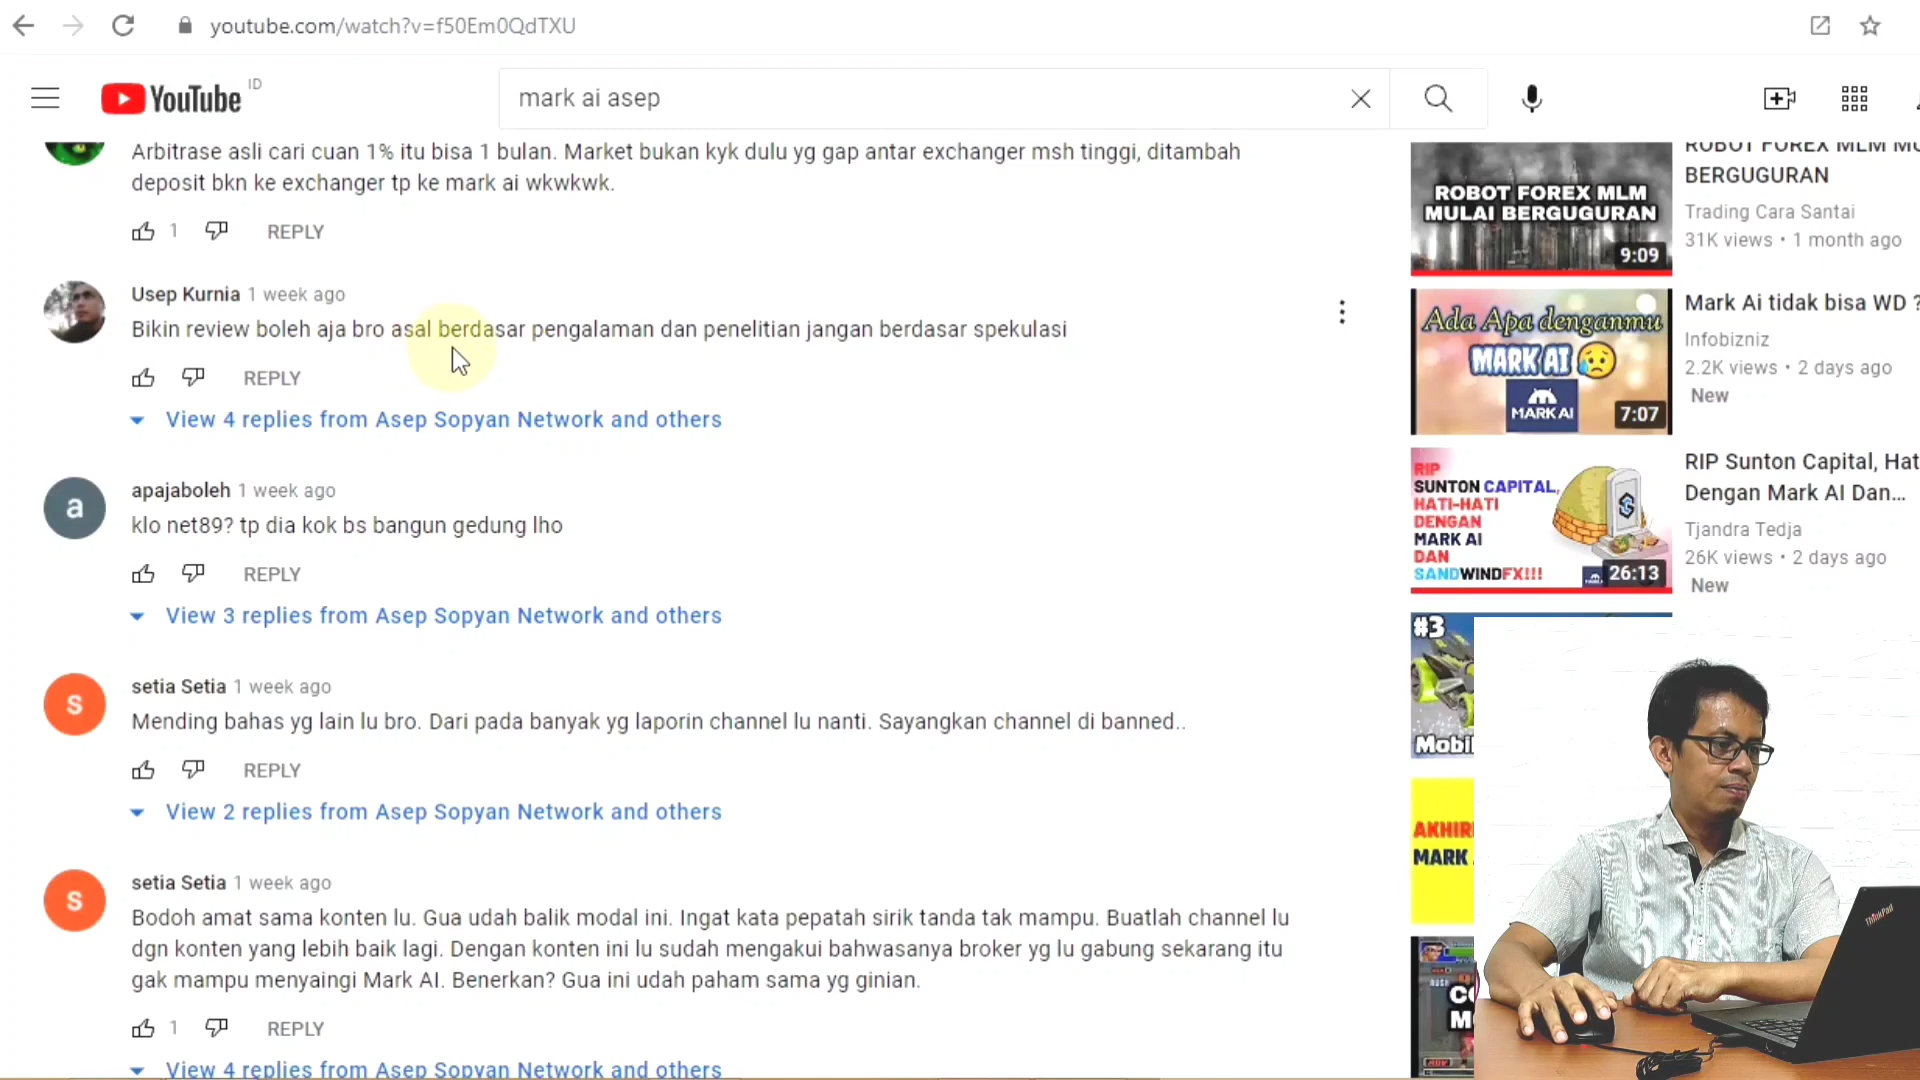 youtube.com/watch?v=f50Em0QdTXU
YouTube ID
mark ai asep
Arbitrase asli cari cuan 1% itu bisa 1 bulan. Market bukan kyk dulu yg gap antar exchanger msh tinggi, ditambah
deposit bkn ke exchanger tp ke mark ai wkwkwk.
1 REPLY
Usep Kurnia 1 week ago
Bikin review boleh aja bro asal berdasar pengalaman dan penelitian jangan berdasar spekulasi
REPLY
View 4 replies from Asep Sopyan Network and others
a
apajaboleh 1 week ago
klo net89? tp dia kok bs bangun gedung lho
REPLY
View 3 replies from Asep Sopyan Network and others
s
setia Setia 1 week ago
Mending bahas yg lain lu bro. Dari pada banyak yg laporin channel lu nanti. Sayangkan channel di banned..
REPLY
View 2 replies from Asep Sopyan Network and others
s
setia Setia 1 week ago
Bodoh amat sama konten lu. Gua udah balik modal ini. Ingat kata pepatah sirik tanda tak mampu. Buatlah channel lu
dgn konten yang lebih baik lagi. Dengan konten ini lu sudah mengakui bahwasanya broker yg lu gabung sekarang itu
gak mampu menyaingi Mark AI. Benerkan? Gua ini udah paham sama yg ginian.
1 REPLY
View 4 replies from Asep Sopyan Network and others
ROBOT FOREX MLM
MULAI BERGUGURAN
9:09
ROBOT FOREX MLM MU
BERGUGURAN
Trading Cara Santai
31K views • 1 month ago
Ada Apa denganmu
MARK AI
MARK AI
7:07
Mark Ai tidak bisa WD ?
Infobizniz
2.2K views • 2 days ago
New
RIP
SUNTON CAPITAL,
HATI-HATI
DENGAN
MARK AI
DAN
SANDWINDFX!!!
26:13
RIP Sunton Capital, Hat
Dengan Mark AI Dan...
Tjandra Tedja
26K views • 2 days ago
New
#3
Mobil
AKHIR
MARK
CO
M
ThinkPad